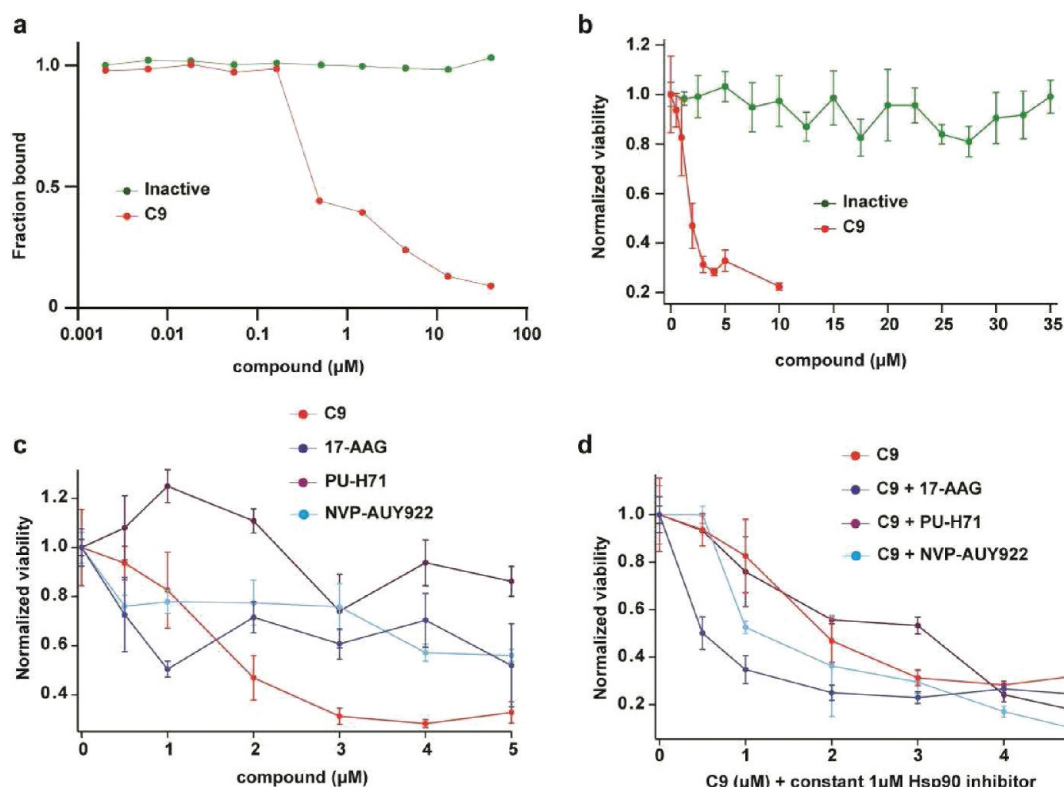 a
Fraction bound
1.0
0.5
0
Inactive
C9
0.001 0.01 0.1 1 10 100
compound (µM)
b
Normalized viability
1.2
1.0
0.8
0.6
0.4
0.2
Inactive
C9
0 5 10 15 20 25 30 35
compound (µM)
c
C9
17-AAG
PU-H71
NVP-AUY922
Normalized viability
1.2
1.0
0.8
0.6
0.4
0 1 2 3 4 5
compound (µM)
d
C9
C9 + 17-AAG
C9 + PU-H71
C9 + NVP-AUY922
Normalized viability
1.0
0.8
0.6
0.4
0.2
0 1 2 3 4
C9 (µM) + constant 1µM Hsp90 inhibitor